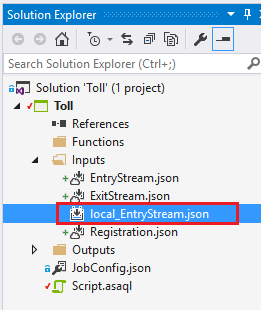 Solution Explorer
Search Solution Explorer (Ctrl+;)
Solution 'Toll' (1 project)
Toll
References
Functions
Inputs
EntryStream.json
ExitStream.json
local_EntryStream.json
Registration.json
Outputs
JobConfig.json
Script.asaql